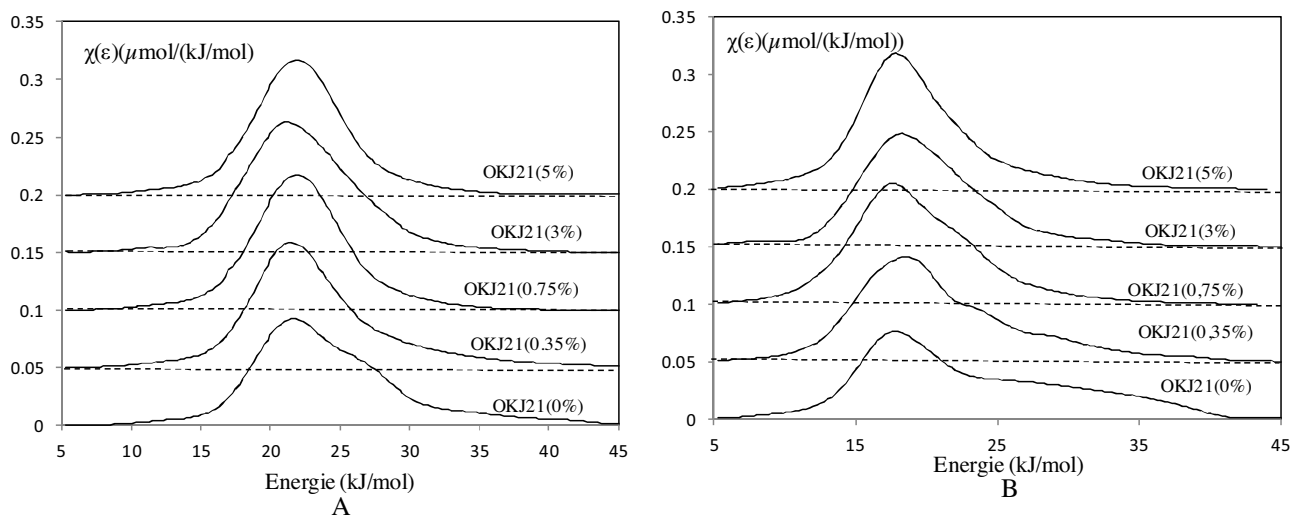 χ(ε)(µmol/(kJ/mol)
0.35
0.3
0.25
0.2
0.15
0.1
0.05
0
OKJ21(5%)
OKJ21(3%)
OKJ21(0.75%)
OKJ21(0.35%)
OKJ21(0%)
5 10 15 20 25 30 35 40 45
Energie (kJ/mol)
A
χ(ε)(µmol/(kJ/mol))
0.35
0.3
0.25
0.2
0.15
0.1
0.05
0
OKJ21(5%)
OKJ21(3%)
OKJ21(0,75%)
OKJ21(0,35%)
OKJ21(0%)
5 15 25 35 45
Energie (kJ/mol)
B